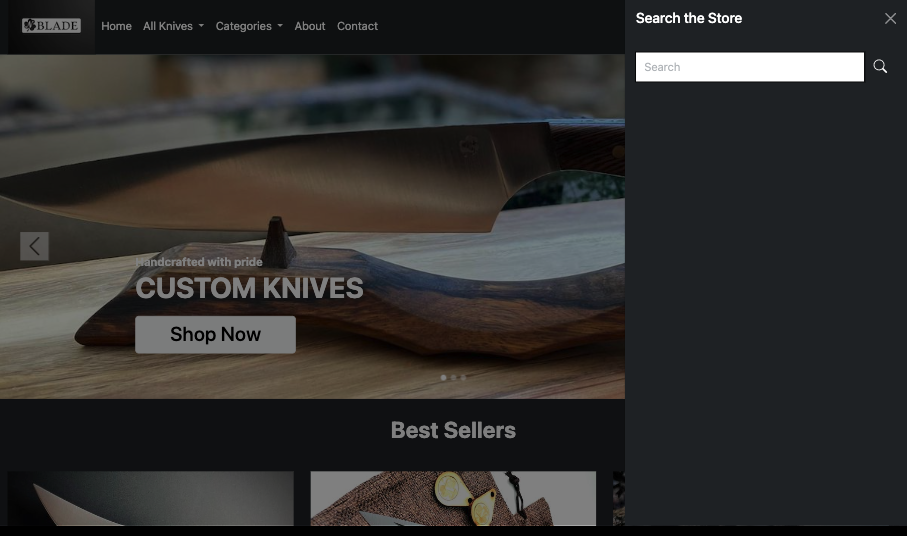 BLADE
Home All Knives Categories About Contact
Search the Store
Search
Handcrafted with pride
CUSTOM KNIVES
Shop Now
Best Sellers